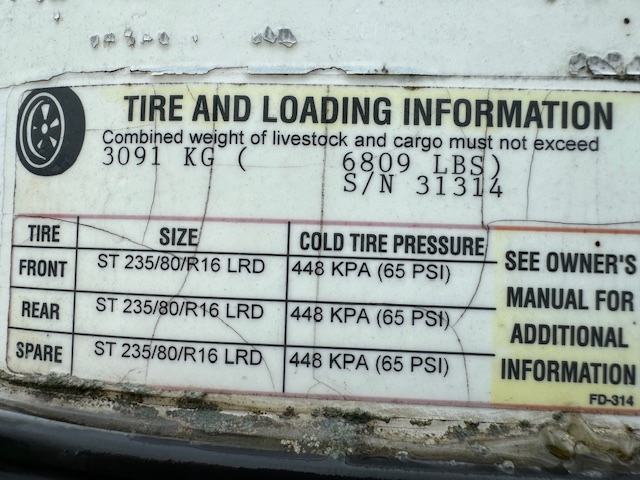 TIRE AND LOADING INFORMATION
Combined weight of livestock and cargo must not exceed
3091 KG ( 6809 LBS)
S/N 31314
TIRE SIZE COLD TIRE PRESSURE
FRONT ST 235/80/R16 LRD 448 KPA (65 PSI)
REAR ST 235/80/R16 LRD 448 KPA (65 PSI)
SPARE ST 235/80/R16 LRD 448 KPA (65 PSI)
SEE OWNER'S
MANUAL FOR
ADDITIONAL
INFORMATION
FD-314